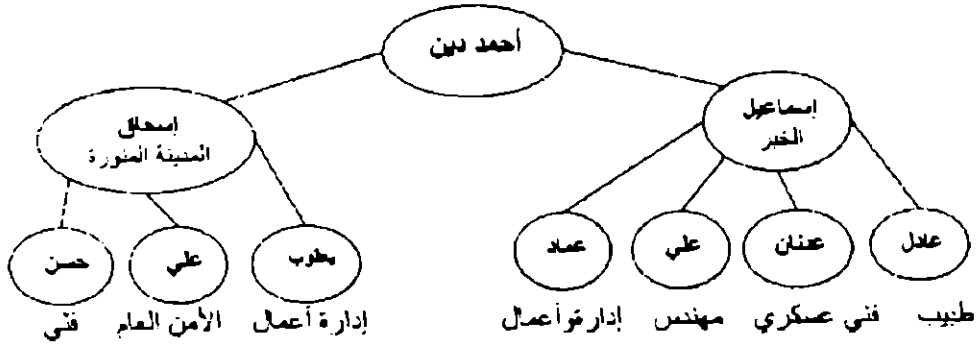 أحمد دين
إسماعيل
الخبر
إسحاق
المدينة المنورة
عادل
عدنان
علي
عماد
يعقوب
علي
حسن
طبيب
فني عسكري
مهندس
إدارة وأعمال
إدارة أعمال
الأمن العام
فني